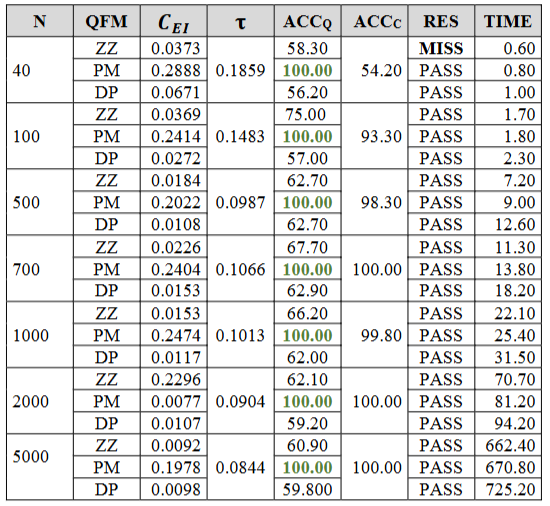 N QFM C_EI τ ACC_Q ACC_C RES TIME
ZZ 0.0373 58.30 MISS 0.60
40 PM 0.2888 0.1859 100.00 54.20 PASS 0.80
DP 0.0671 56.20 PASS 1.00
ZZ 0.0369 75.00 PASS 1.70
100 PM 0.2414 0.1483 100.00 93.30 PASS 1.80
DP 0.0272 57.00 PASS 2.30
ZZ 0.0184 62.70 PASS 7.20
500 PM 0.2022 0.0987 100.00 98.30 PASS 9.00
DP 0.0108 62.70 PASS 12.60
ZZ 0.0226 67.70 PASS 11.30
700 PM 0.2404 0.1066 100.00 100.00 PASS 13.80
DP 0.0153 62.90 PASS 18.20
ZZ 0.0153 66.20 PASS 22.10
1000 PM 0.2474 0.1013 100.00 99.80 PASS 25.40
DP 0.0117 62.00 PASS 31.50
ZZ 0.2296 62.10 PASS 70.70
2000 PM 0.0077 0.0904 100.00 100.00 PASS 81.20
DP 0.0107 59.20 PASS 94.20
ZZ 0.0092 60.90 PASS 662.40
5000 PM 0.1978 0.0844 100.00 100.00 PASS 670.80
DP 0.0098 59.800 PASS 725.20